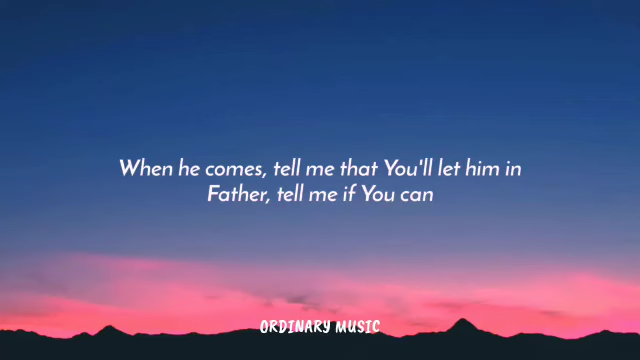 When he comes, tell me that You'll let him in
Father, tell me if You can
ORDINARY MUSIC